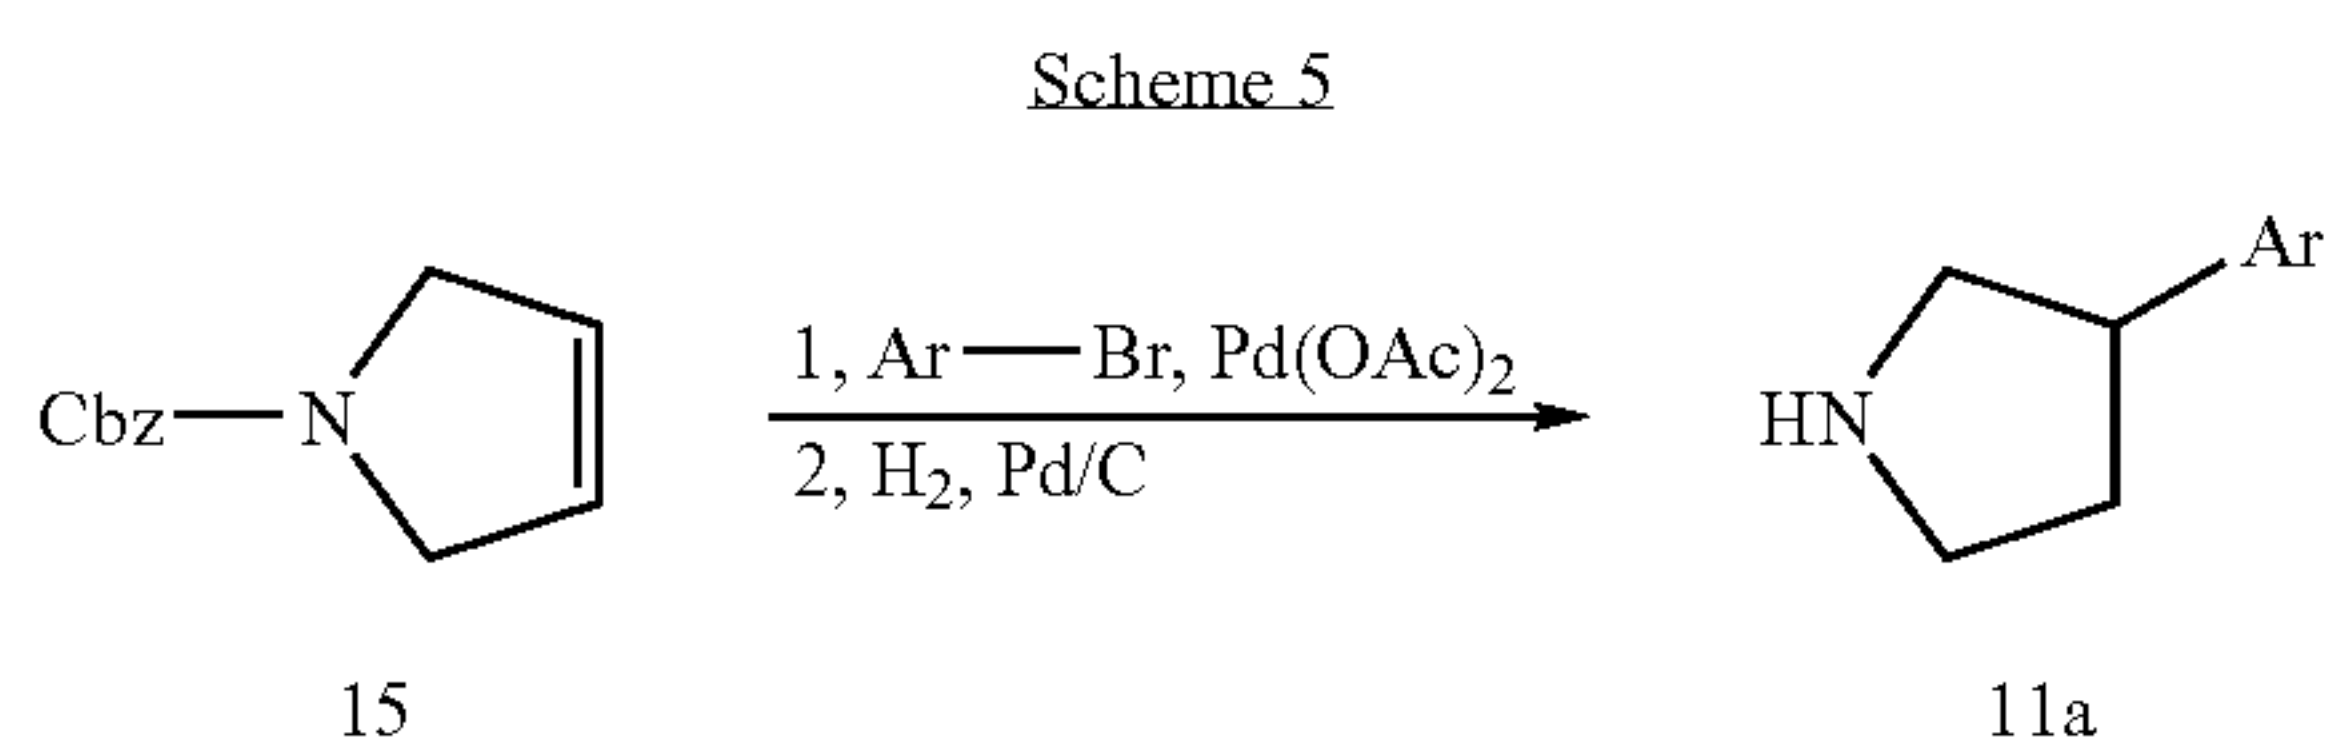 Scheme 5
Ar
1, Ar—Br, Pd(OAc)₂
Cbz—N
HN
2, H₂, Pd/C
15
11a